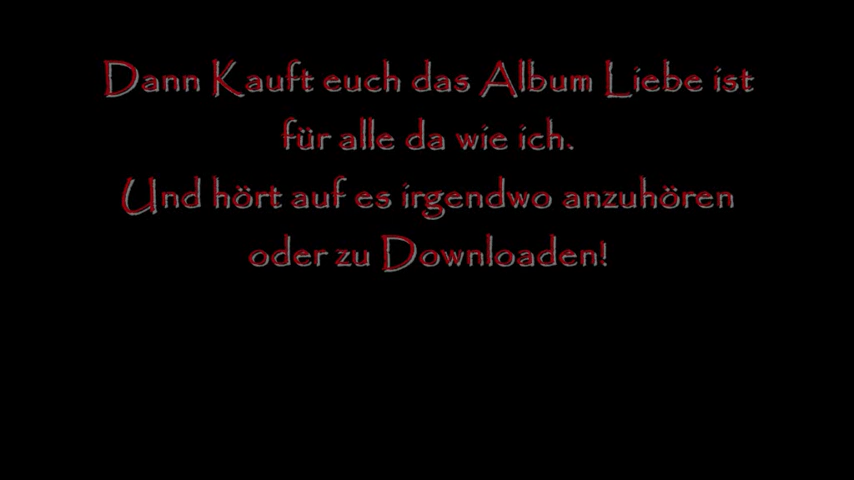 Dann Kauft euch das Album Liebe ist
für alle da wie ich.
Und hört auf es irgendwo anzuhören
oder zu Downloaden!